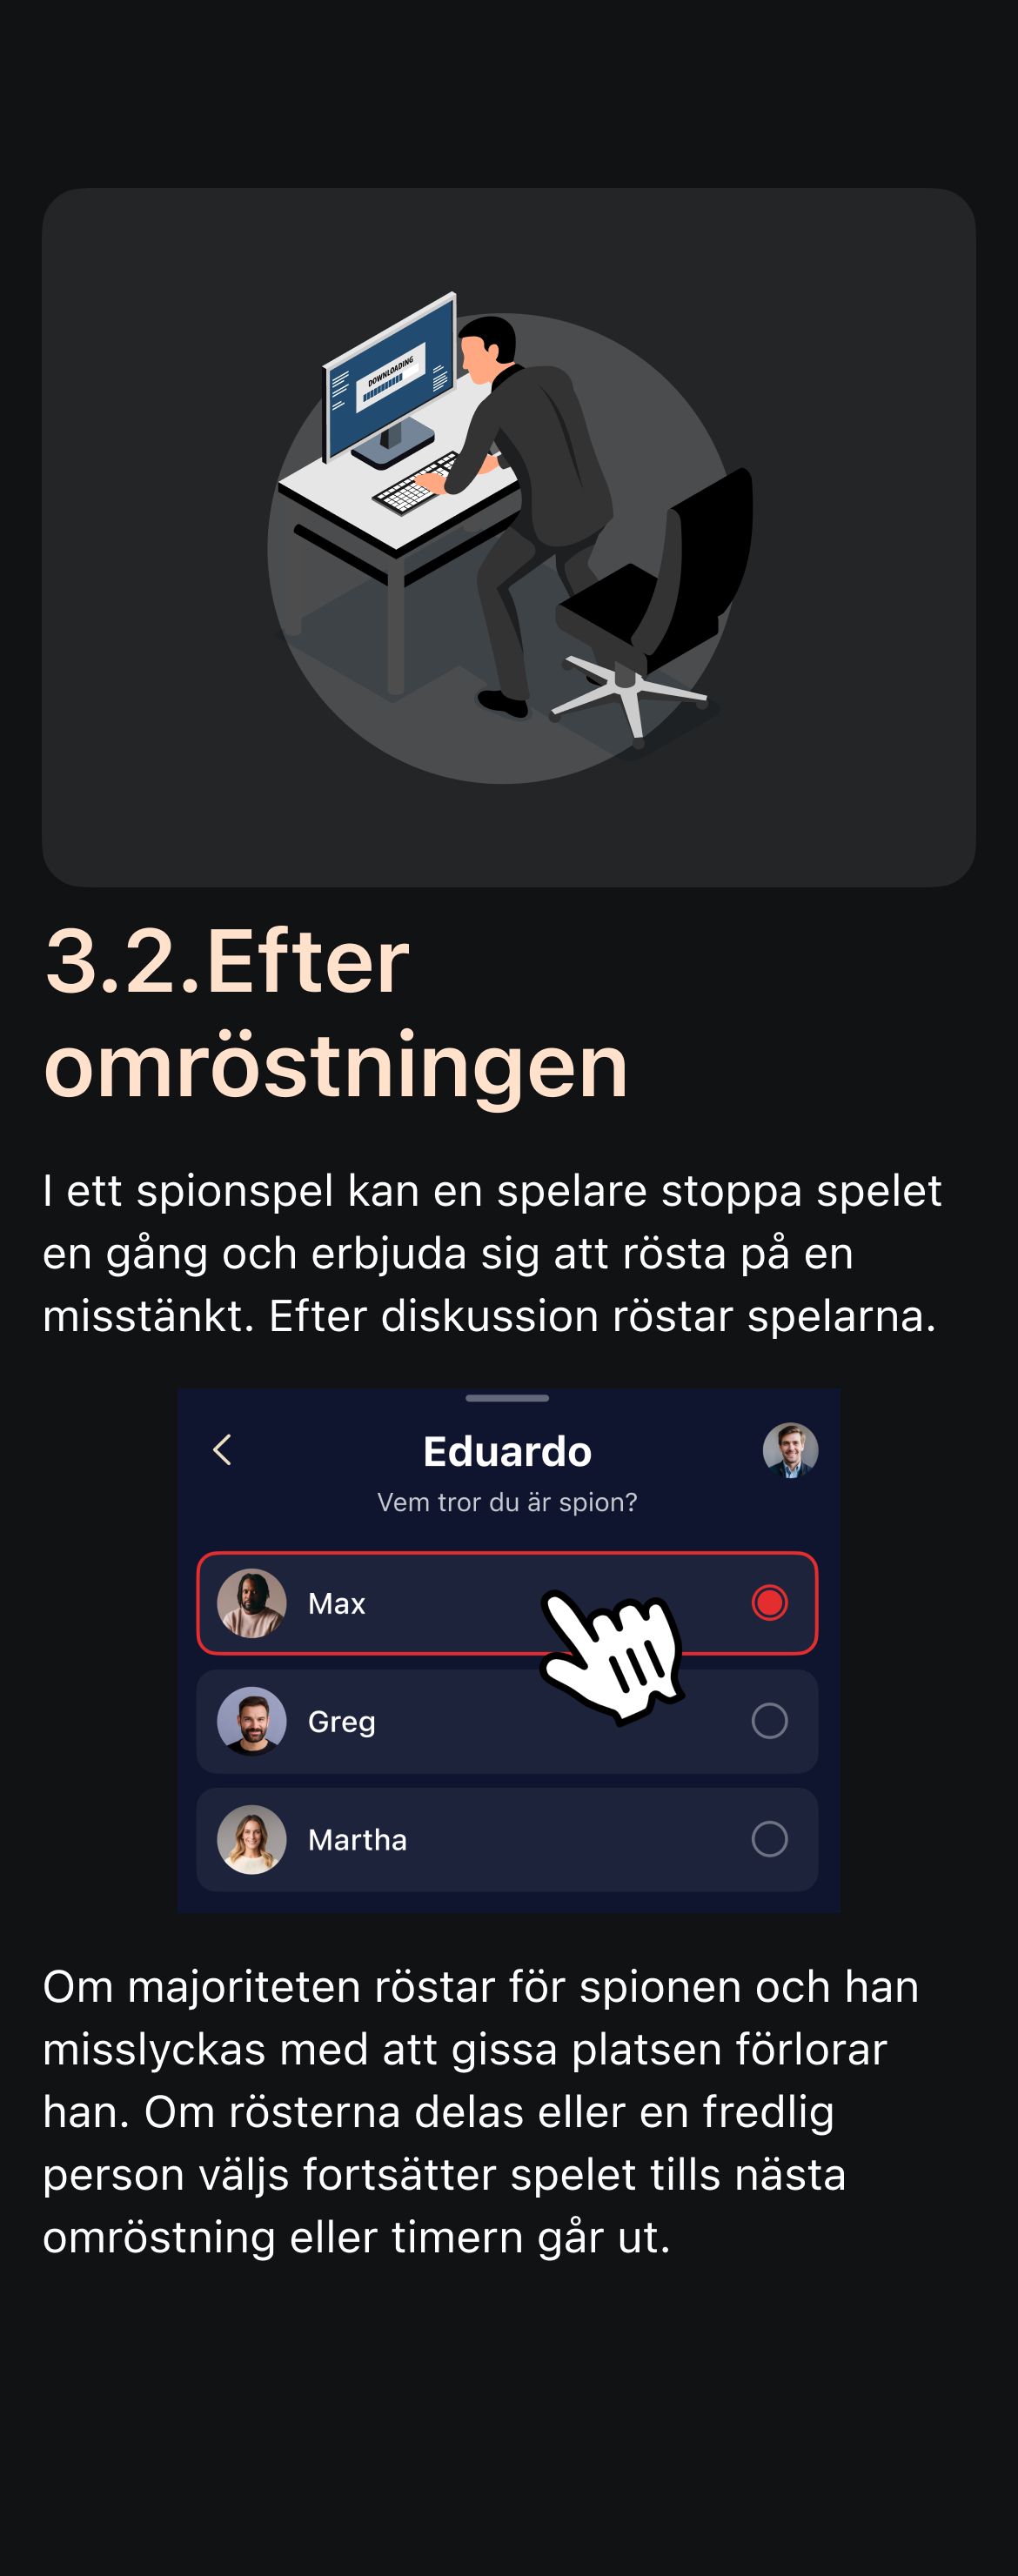 DOWNLOADING
3.2.Efter
omröstningen
I ett spionspel kan en spelare stoppa spelet
en gång och erbjuda sig att rösta på en
misstänkt. Efter diskussion röstar spelarna.
Eduardo
Vem tror du är spion?
Max
Greg
Martha
Om majoriteten röstar för spionen och han
misslyckas med att gissa platsen förlorar
han. Om rösterna delas eller en fredlig
person väljs fortsätter spelet tills nästa
omröstning eller timern går ut.